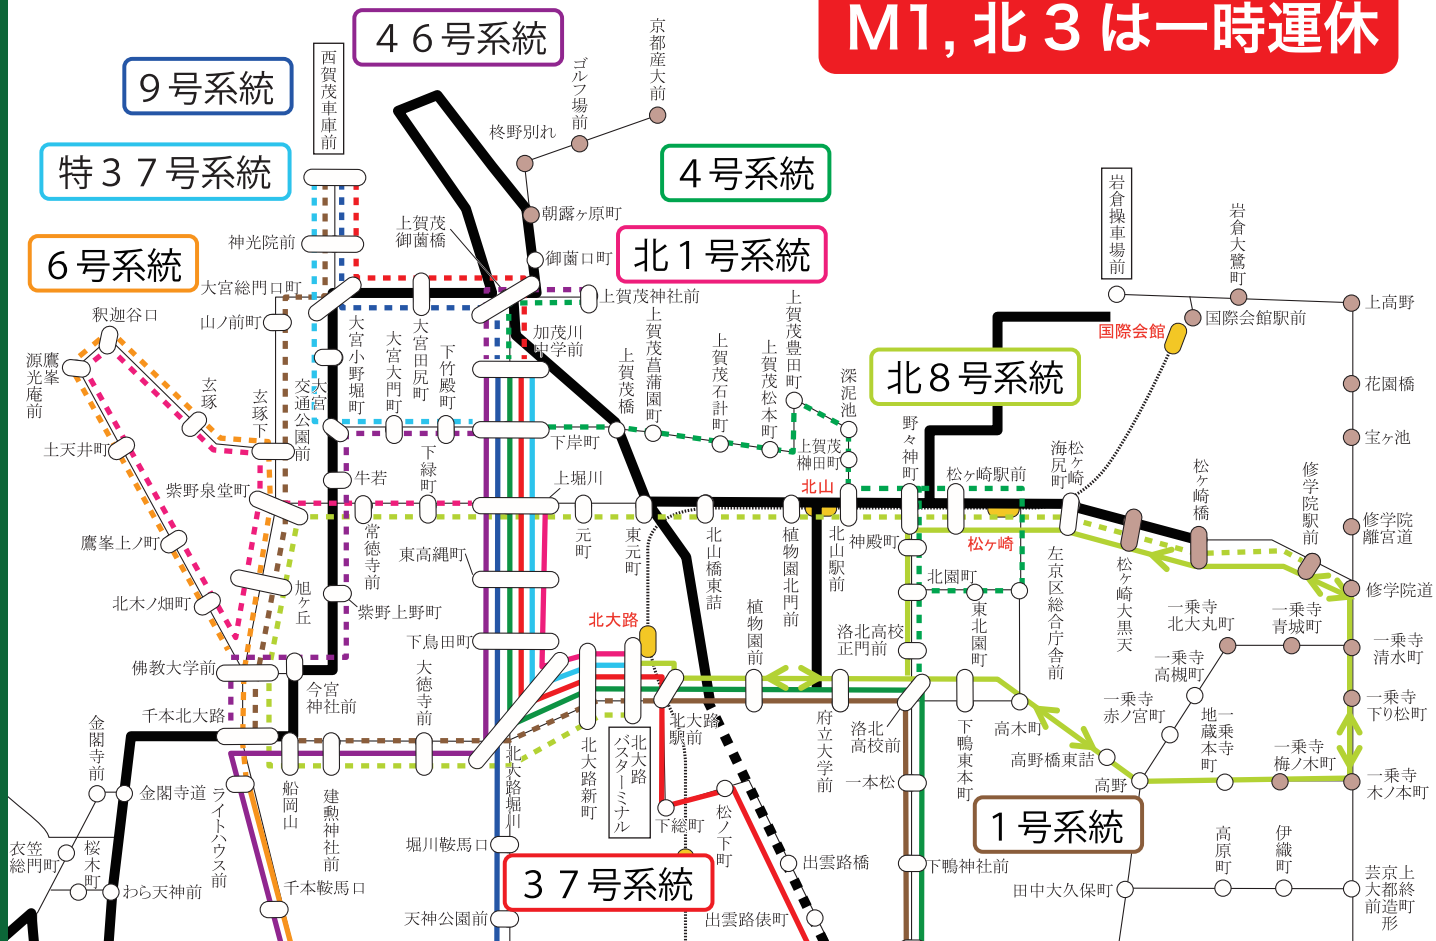 M1, 北３は一時運休
４６号系統
９号系統
特３７号系統
６号系統
４号系統
北１号系統
北８号系統
１号系統
３７号系統
西賀茂車庫前
京都産大前
ゴルフ場前
柊野別れ
朝露ヶ原町
上賀茂
御薗橋
御薗口町
神光院前
大宮総門口町
山ノ前町
釈迦谷口
源光庵前
鷹峯
玄琢
玄琢下
土天井町
紫野泉堂町
鷹峯上ノ町
北木ノ畑町
佛教大学前
千本北大路
大宮
交通公園前
大宮小野堀町
大宮大門町
大宮田尻町
下竹殿町
上賀茂神社前
加茂川
中学前
上賀茂橋
上賀茂菖蒲園町
上賀茂石計町
上賀茂松本町
上賀茂豊田町
深泥池
上賀茂
榊田町
下岸町
上堀川
牛若
下緑町
常徳寺前
東高縄町
旭ヶ丘
紫野上野町
下鳥田町
大徳寺前
今宮
神社前
元町
東元町
北山橋東詰
植物園北門前
北山
北山駅前
野々神町
神殿町
松ヶ崎駅前
松ヶ崎
海尻町
松ヶ崎
左京区総合庁舎前
松ヶ崎大黒天
松ヶ崎橋
修学院駅前
岩倉操車場前
岩倉大鷺町
国際会館
国際会館駅前
上高野
花園橋
宝ヶ池
修学院
離宮道
修学院道
一乗寺
清水町
一乗寺
下り松町
一乗寺
木ノ本町
一乗寺
北大丸町
一乗寺
青城町
一乗寺
高槻町
一乗寺
赤ノ宮町
一乗寺
地蔵本町
一乗寺
梅ノ木町
北園町
東北園町
洛北高校
正門前
植物園前
北大路
北大路
駅前
北大路
バスターミナル
北大路新町
北大路堀川
府立大学前
洛北
高校前
一本松
下鴨東本町
高木町
高野橋東詰
高野
下鴨神社前
田中大久保町
高原町
伊織町
上終町
京都造形
芸大前
金閣寺前
金閣寺道
ライトハウス前
船岡山
建勲神社前
千本鞍馬口
堀川鞍馬口
天神公園前
衣笠
総門町
桜木町
わら天神前
下総町
松ノ下町
出雲路橋
出雲路俵町